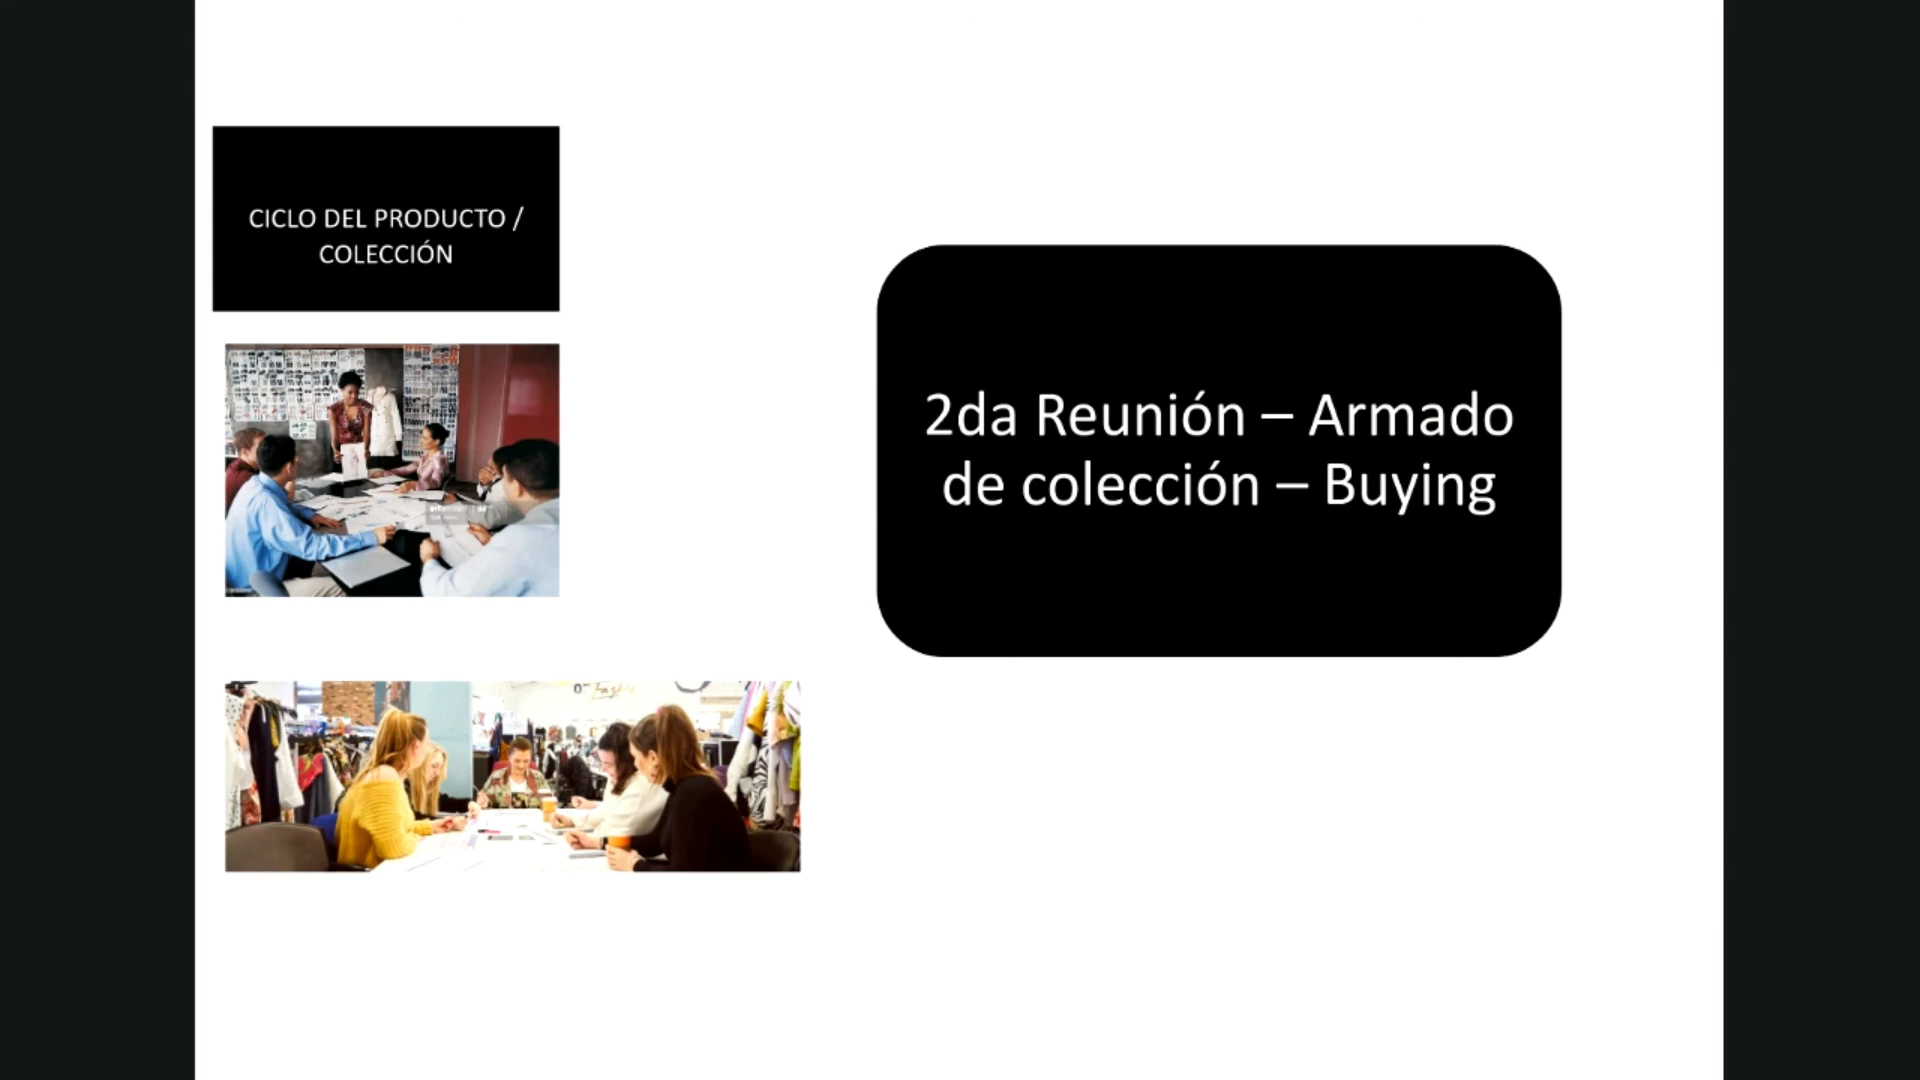 CICLO DEL PRODUCTO /
COLECCIÓN
2da Reunión – Armado
de colección – Buying